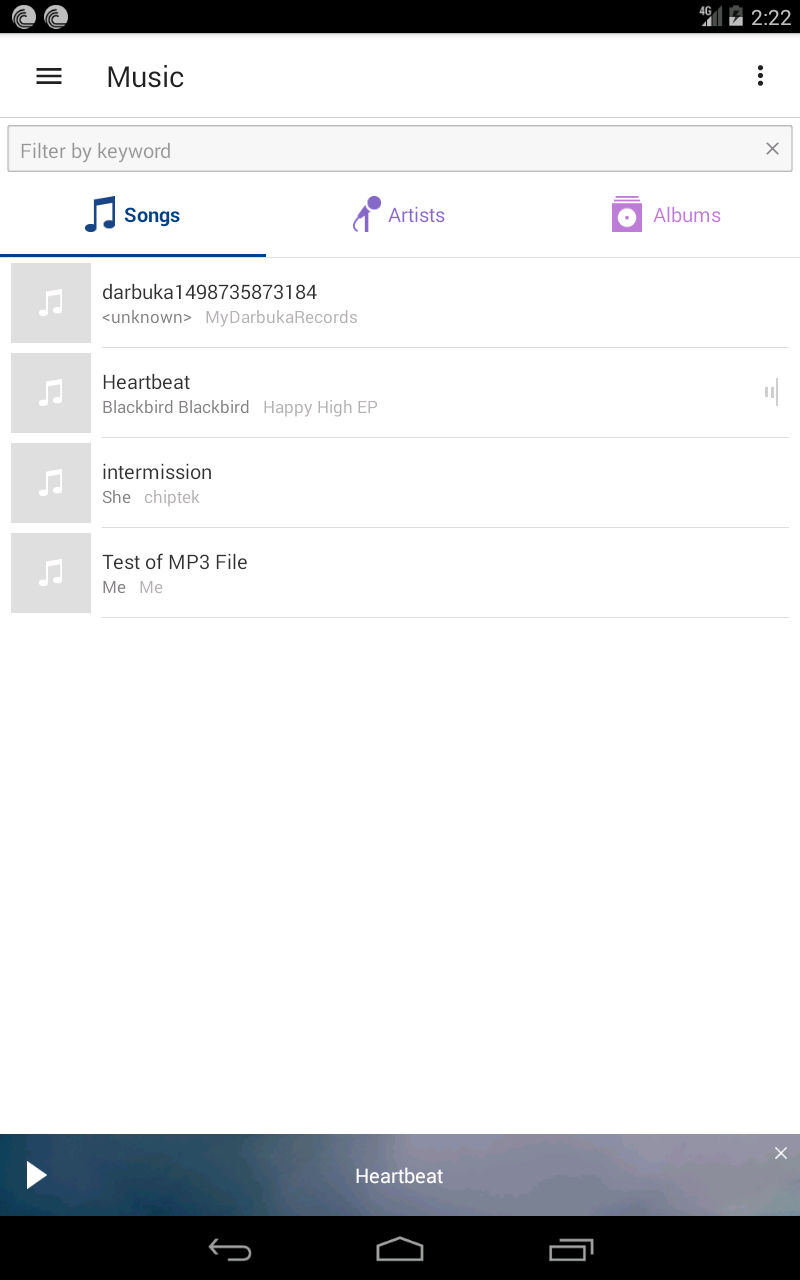 4G 2:22
Music
Filter by keyword
Songs Artists Albums
darbuka1498735873184
<unknown> MyDarbukaRecords
Heartbeat
Blackbird Blackbird Happy High EP
intermission
She chiptek
Test of MP3 File
Me Me
Heartbeat